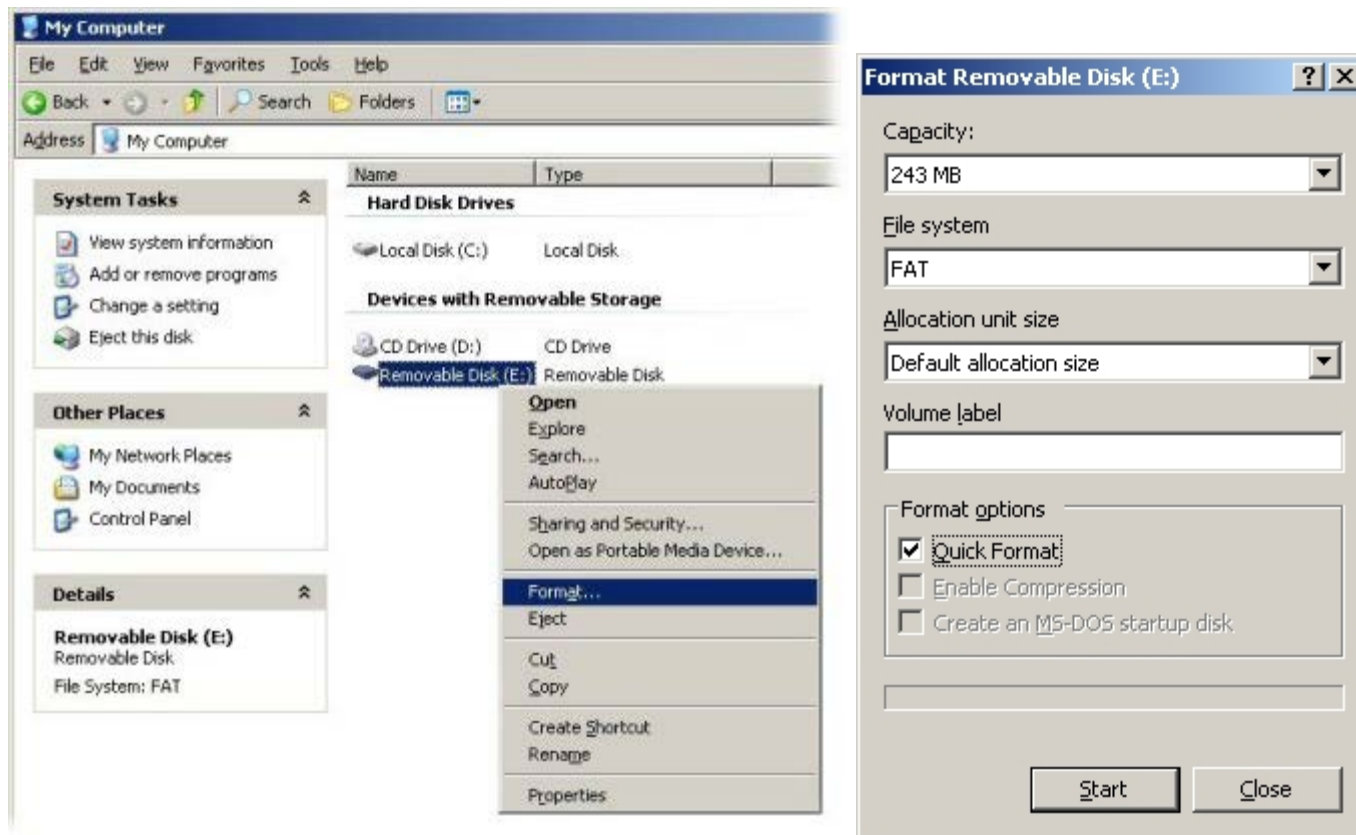 My Computer
File Edit View Favorites Tools Help
Back Search Folders
Address My Computer
System Tasks
View system information
Add or remove programs
Change a setting
Eject this disk
Other Places
My Network Places
My Documents
Control Panel
Details
Removable Disk (E:)
Removable Disk
File System: FAT
Name Type
Hard Disk Drives
Local Disk (C:) Local Disk
Devices with Removable Storage
CD Drive (D:) CD Drive
Removable Disk (E:) Removable Disk
Open
Explore
Search...
AutoPlay
Sharing and Security...
Open as Portable Media Device...
Format...
Eject
Cut
Copy
Create Shortcut
Rename
Properties
Format Removable Disk (E:)
Capacity:
243 MB
File system
FAT
Allocation unit size
Default allocation size
Volume label
Format options
Quick Format
Enable Compression
Create an MS-DOS startup disk
Start Close